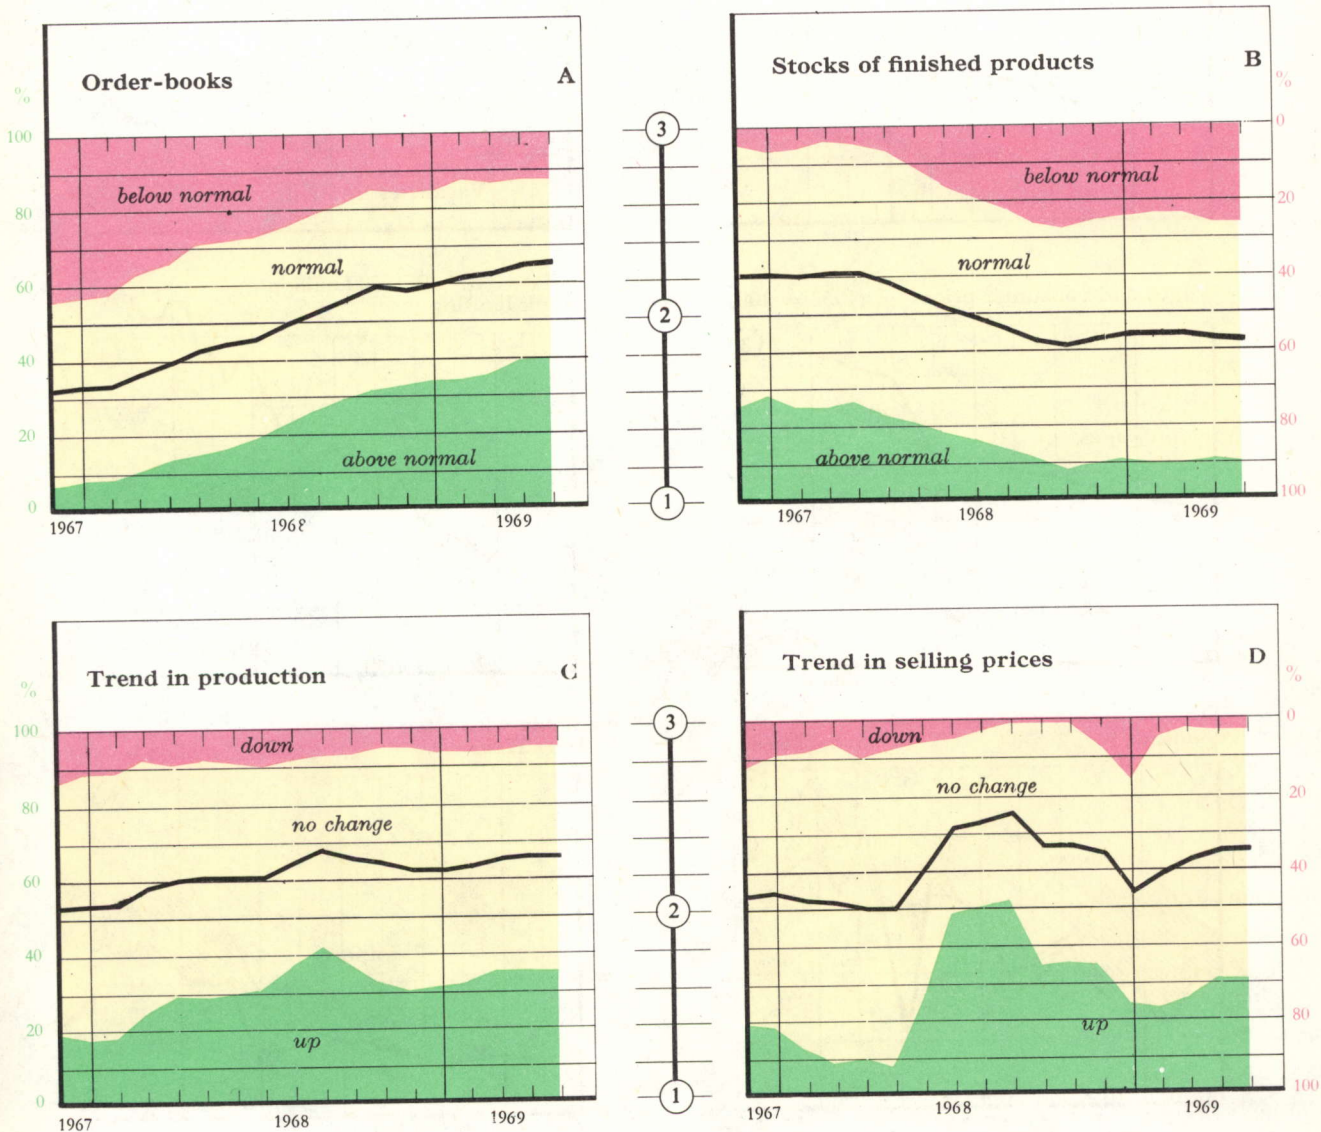 Order-books
A
%
100
80
60
40
20
0
below normal
normal
above normal
1967
1968
1969
3
2
1
Stocks of finished products
B
%
0
20
40
60
80
100
below normal
normal
above normal
1967
1968
1969
Trend in production
C
%
100
80
60
40
20
0
down
no change
up
1967
1968
1969
3
2
1
Trend in selling prices
D
%
0
20
40
60
80
100
down
no change
up
1967
1968
1969